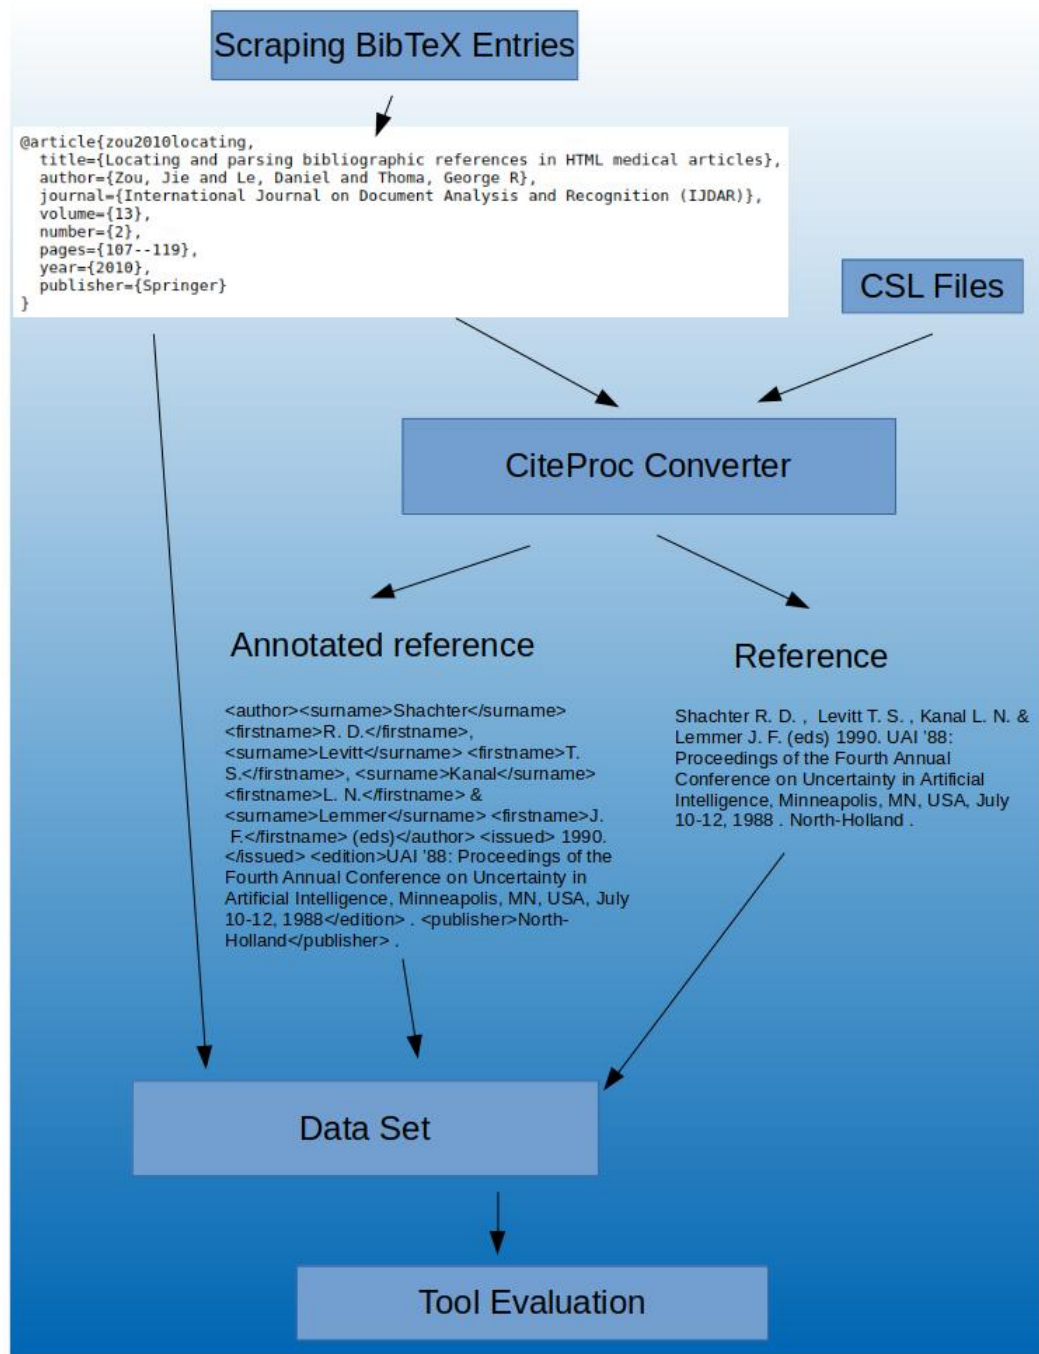 Scraping BibTeX Entries
@article{zou2010locating,
title={Locating and parsing bibliographic references in HTML medical articles},
author={Zou, Jie and Le, Daniel and Thoma, George R},
journal={International Journal on Document Analysis and Recognition (IJDAR)},
volume={13},
number={2},
pages={107--119},
year={2010},
publisher={Springer}
}
CSL Files
CiteProc Converter
Annotated reference
<author><surname>Shachter</surname>
<firstname>R. D.</firstname>,
<surname>Levitt</surname> <firstname>T.
S.</firstname>, <surname>Kanal</surname>
<firstname>L. N.</firstname> &
<surname>Lemmer</surname> <firstname>J.
F.</firstname> (eds)</author> <issued> 1990.
</issued> <edition>UAI '88: Proceedings of the
Fourth Annual Conference on Uncertainty in
Artificial Intelligence, Minneapolis, MN, USA, July
10-12, 1988</edition> . <publisher>North-
Holland</publisher> .
Reference
Shachter R. D. , Levitt T. S. , Kanal L. N. &
Lemmer J. F. (eds) 1990. UAI '88:
Proceedings of the Fourth Annual
Conference on Uncertainty in Artificial
Intelligence, Minneapolis, MN, USA, July
10-12, 1988 . North-Holland .
Data Set
Tool Evaluation